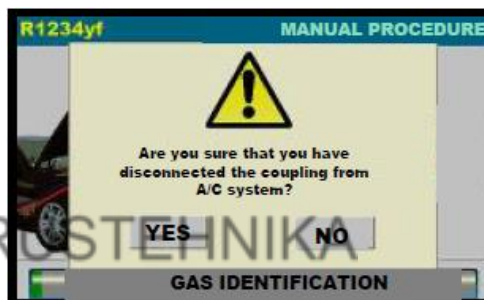 R1234yf MANUAL PROCEDURE
Are you sure that you have
disconnected the coupling from
A/C system?
RUSTEHNIKA
YES NO
GAS IDENTIFICATION